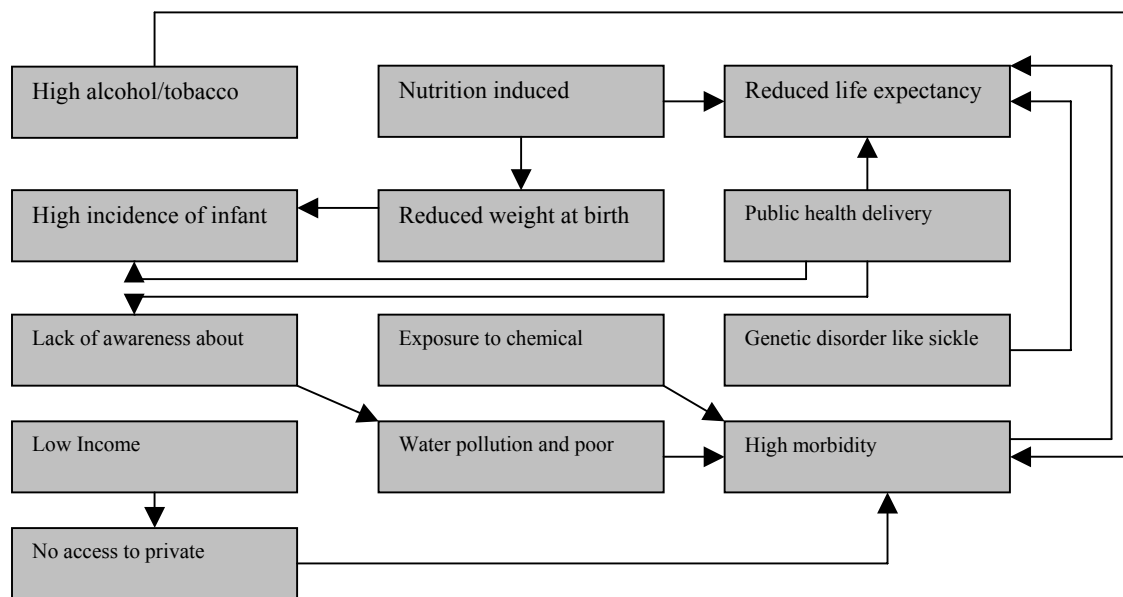 High alcohol/tobacco
Nutrition induced
Reduced life expectancy
High incidence of infant
Reduced weight at birth
Public health delivery
Lack of awareness about
Exposure to chemical
Genetic disorder like sickle
Low Income
Water pollution and poor
High morbidity
No access to private